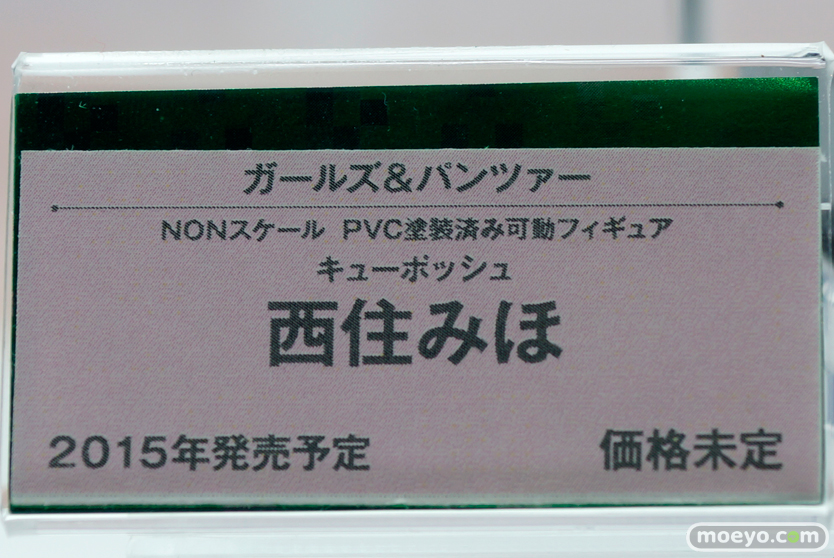 ガールズ&パンツァー
NONスケール PVC塗装済み可動フィギュア
キューポッシュ
西住みほ
2015年発売予定 価格未定
moeyo.com